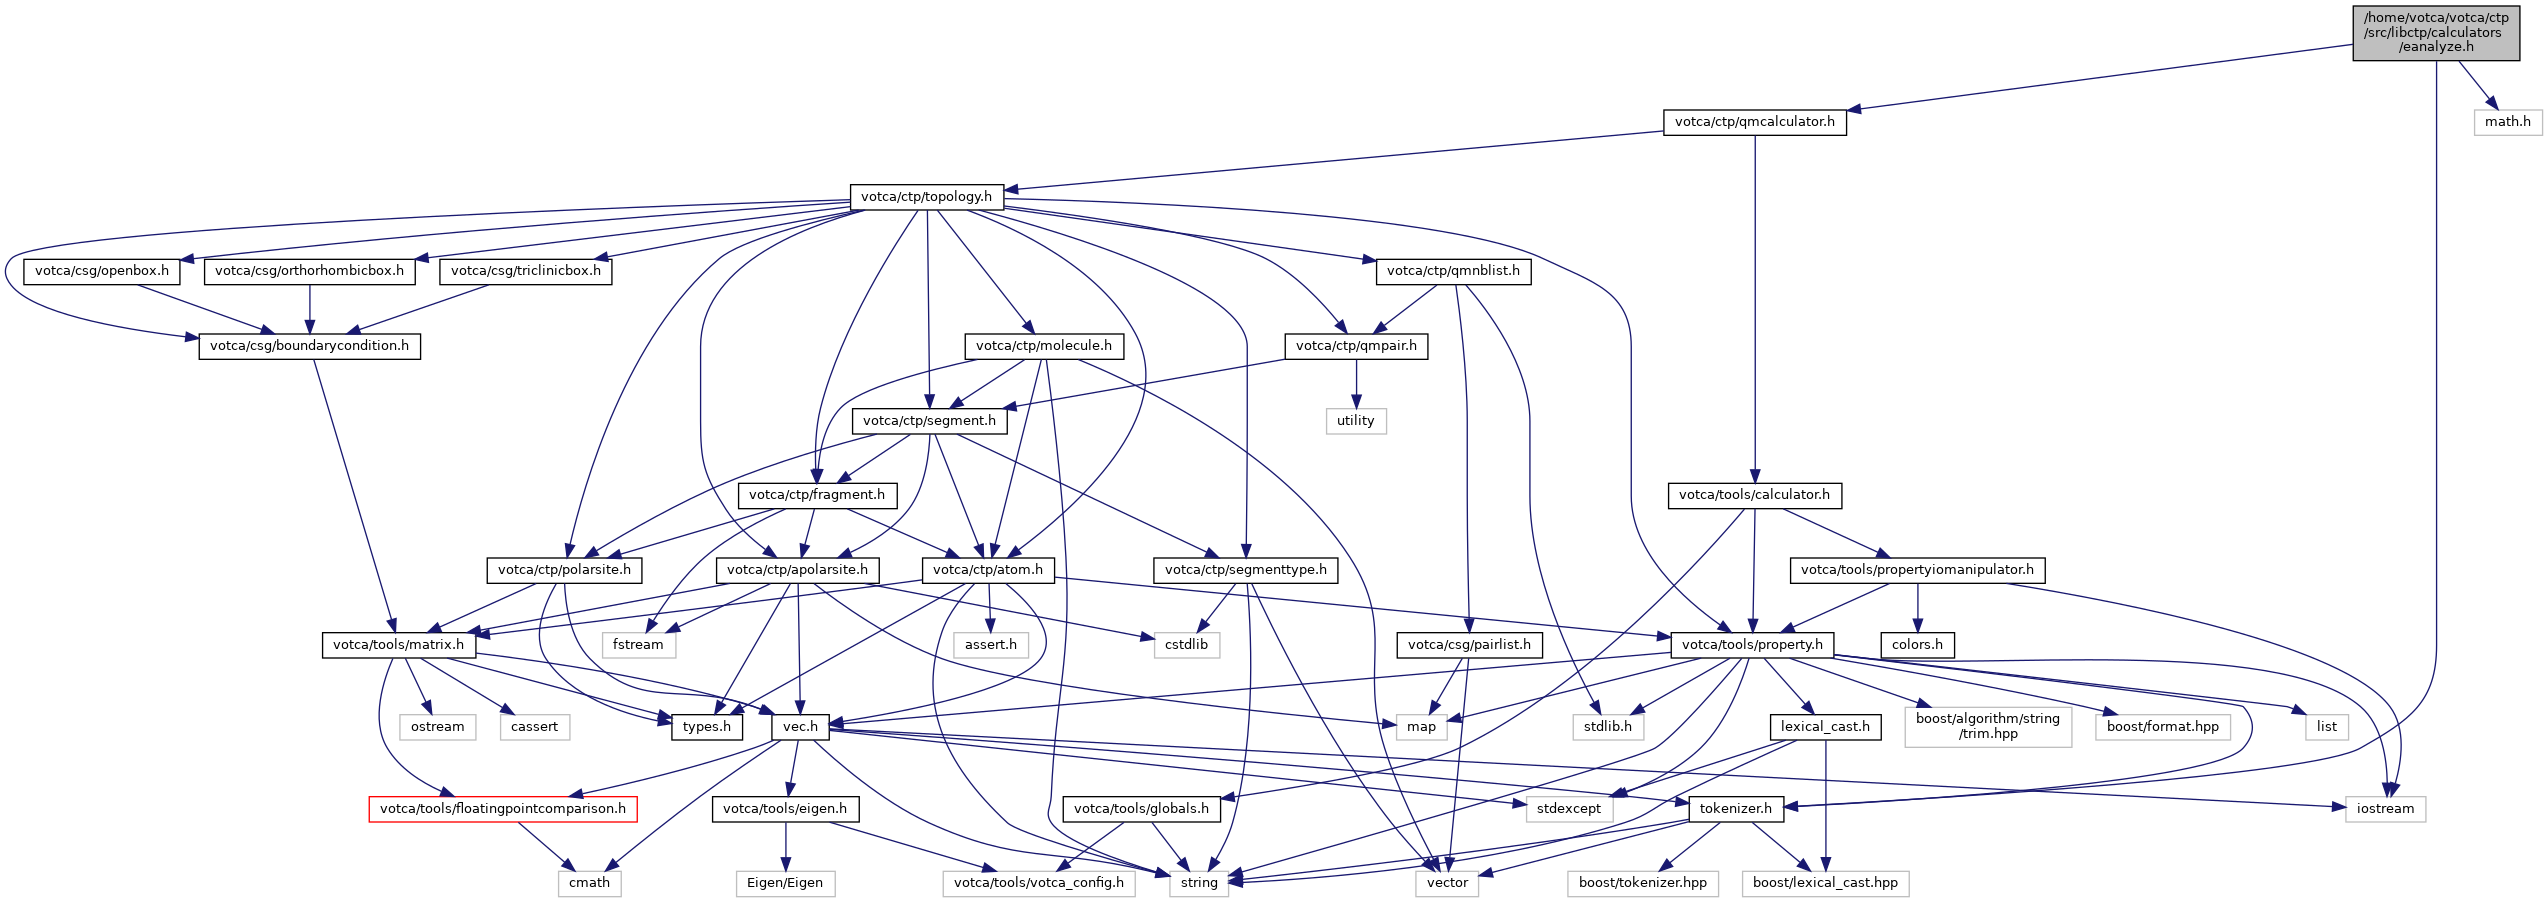 /home/votca/votca/ctp
/src/libctp/calculators
/eanalyze.h
votca/ctp/qmcalculator.h
math.h
votca/ctp/topology.h
votca/csg/openbox.h
votca/csg/orthorhombicbox.h
votca/csg/triclinicbox.h
votca/ctp/qmnblist.h
votca/csg/boundarycondition.h
votca/ctp/molecule.h
votca/ctp/qmpair.h
votca/ctp/segment.h
utility
votca/ctp/fragment.h
votca/tools/calculator.h
votca/ctp/polarsite.h
votca/ctp/apolarsite.h
votca/ctp/atom.h
votca/ctp/segmenttype.h
votca/tools/propertyiomanipulator.h
votca/tools/matrix.h
fstream
assert.h
cstdlib
votca/csg/pairlist.h
votca/tools/property.h
colors.h
ostream
cassert
types.h
vec.h
map
stdlib.h
lexical_cast.h
boost/algorithm/string
/trim.hpp
boost/format.hpp
list
votca/tools/floatingpointcomparison.h
votca/tools/eigen.h
votca/tools/globals.h
stdexcept
tokenizer.h
iostream
cmath
Eigen/Eigen
votca/tools/votca_config.h
string
vector
boost/tokenizer.hpp
boost/lexical_cast.hpp